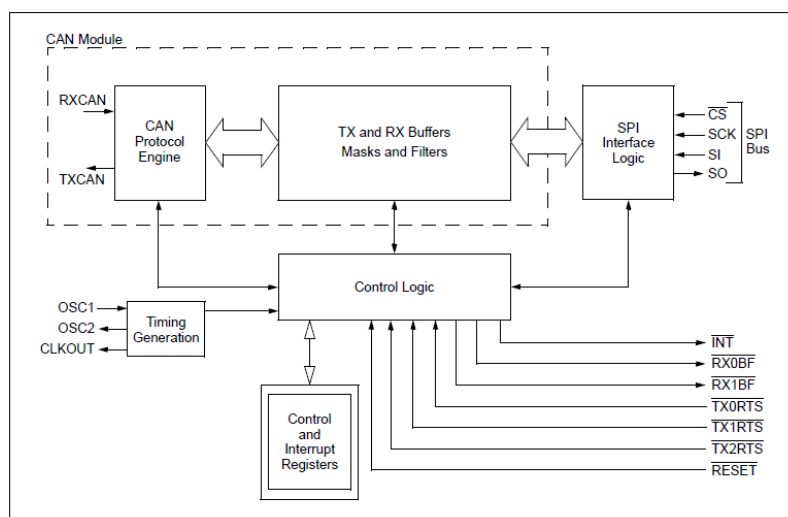 CAN Module
RXCAN
TXCAN
CAN
Protocol
Engine
TX and RX Buffers
Masks and Filters
SPI
Interface
Logic
CS
SCK
SI
SO
SPI
Bus
Control Logic
OSC1
OSC2
CLKOUT
Timing
Generation
Control
and
Interrupt
Registers
INT
RX0BF
RX1BF
TX0RTS
TX1RTS
TX2RTS
RESET